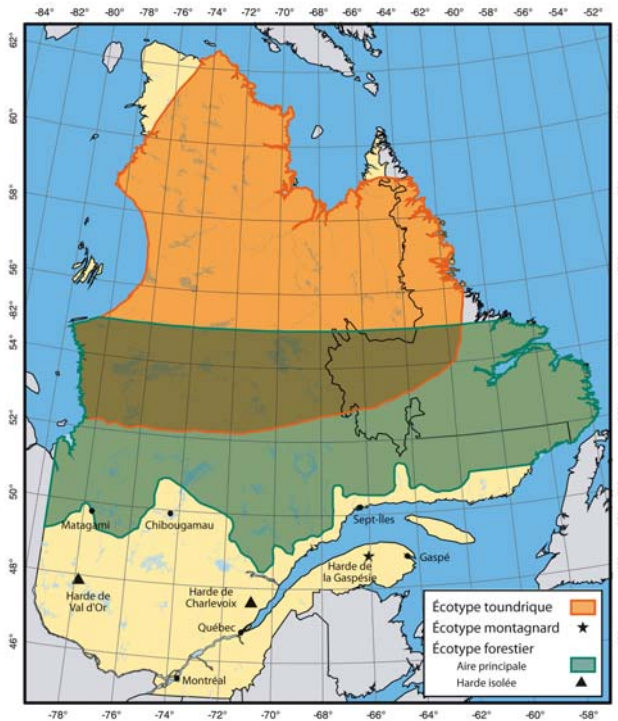 -84° -82° -80° -78° -76° -74° -72° -70° -68° -66° -64° -62° -60° -58° -56° -54° -52°
62°
60°
58°
56°
54°
52°
50°
48°
46°
Matagami
Chibougamau
Sept-Îles
Harde de
la Gaspésie
Gaspé
Harde de
Val d'Or
Harde de
Charlevoix
Québec
Montréal
Écotype toundrique
Écotype montagnard
Écotype forestier
Aire principale
Harde isolée
-78° -76° -74° -72° -70° -68° -66° -64° -62° -60° -58°